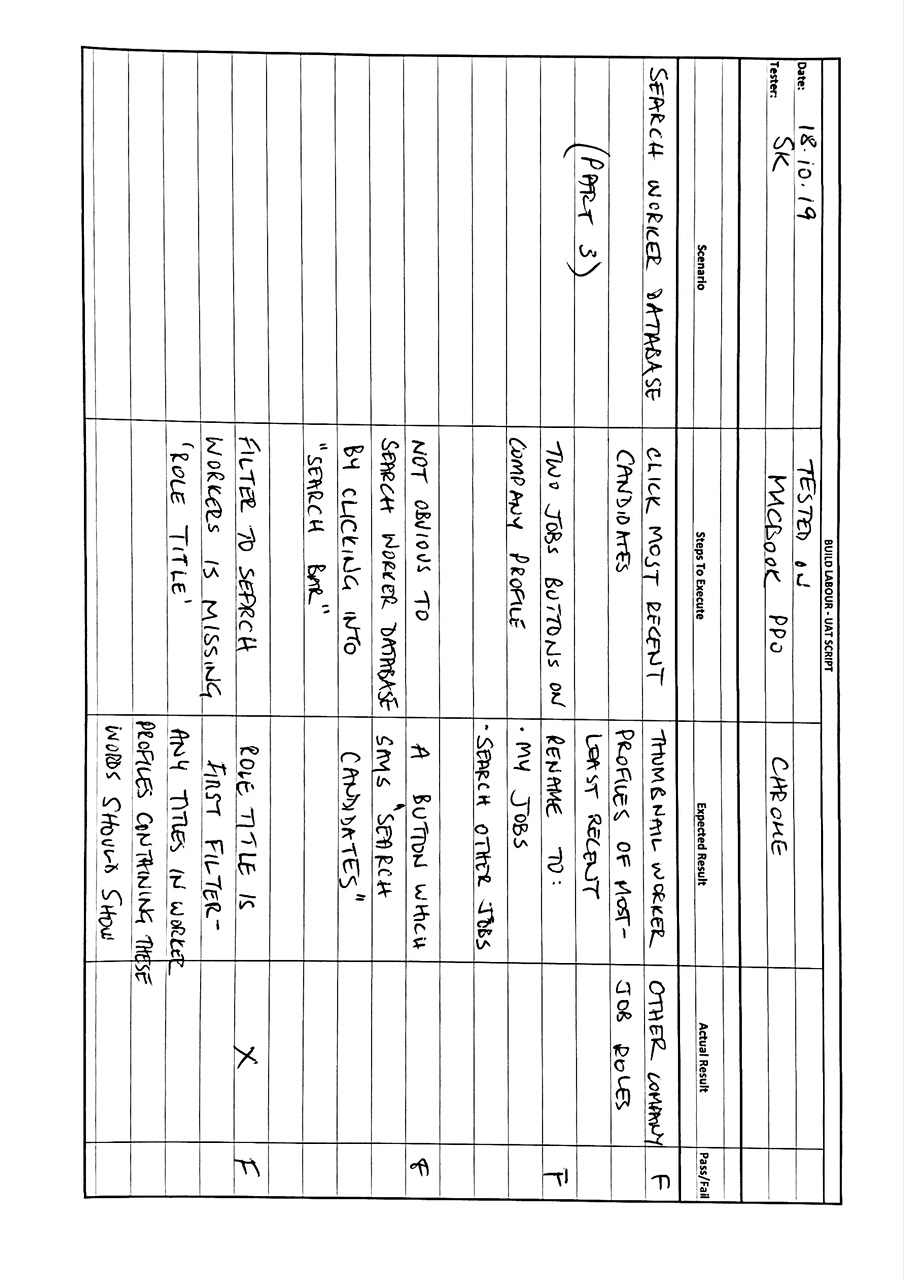 BUILD LABOUR - UAT SCRIPT
Date: 18.10.19 TESTED ON
Tester: SK MACBOOK PRO CHROME
Scenario Steps To Execute Expected Result Actual Result Pass/Fail
SEARCH WORKER DATABASE CLICK MOST RECENT THUMBNAIL WORKER OTHER COMPANY F
CANDIDATES PROFILES OF MOST- JOB ROLES
(PART 3) LEAST RECENT
TWO JOBS BUTTONS ON RENAME TO: F
COMPANY PROFILE · MY JOBS
· SEARCH OTHER JOBS
NOT OBVIOUS TO A BUTTON WHICH F
SEARCH WORKER DATABASE SAYS "SEARCH
BY CLICKING INTO CANDIDATES"
"SEARCH BAR"
FILTER TO SEARCH ROLE TITLE IS X F
WORKERS IS MISSING FIRST FILTER-
'ROLE TITLE' ANY TITLES IN WORKER
PROFILES CONTAINING THESE
WORDS SHOULD SHOW